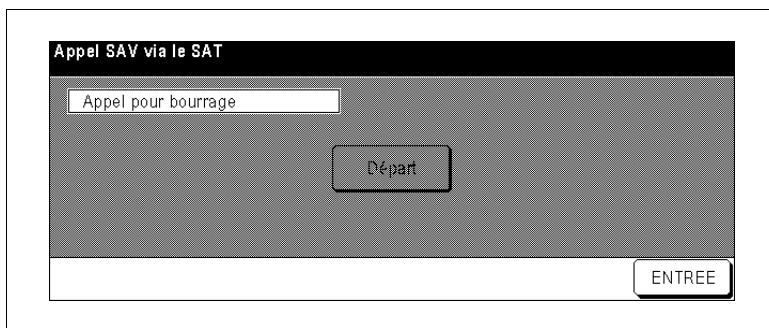 Appel SAV via le SAT
Appel pour bourrage
Départ
ENTREE